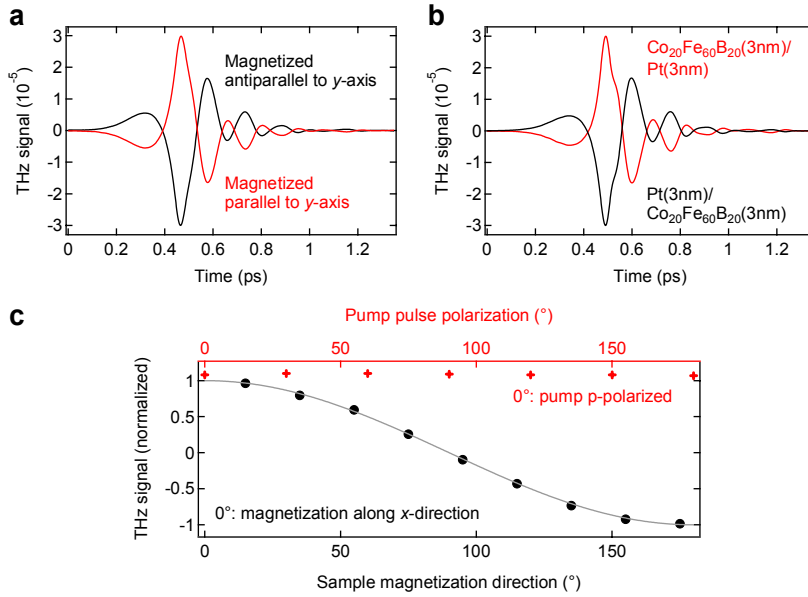 a
3
2
1
0
-1
-2
-3
THz signal (10⁻⁵)
Magnetized
antiparallel to y-axis
Magnetized
parallel to y-axis
0
0.2
0.4
0.6
0.8
1
1.2
Time (ps)
b
3
2
1
0
-1
-2
-3
THz signal (10⁻⁵)
Co₂₀Fe₆₀B₂₀(3nm)/
Pt(3nm)
Pt(3nm)/
Co₂₀Fe₆₀B₂₀(3nm)
0
0.2
0.4
0.6
0.8
1
1.2
Time (ps)
c
Pump pulse polarization (°)
0
50
100
150
1
0.5
0
-0.5
-1
THz signal (normalized)
0°: pump p-polarized
0°: magnetization along x-direction
0
50
100
150
Sample magnetization direction (°)